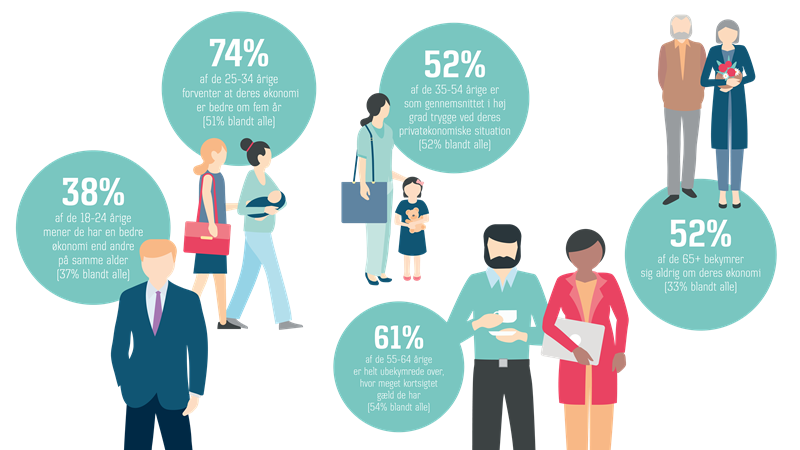 74%
af de 25-34 årige
forventer at deres økonomi
er bedre om fem år
[51% blandt alle]
52%
af de 35-54 årige er
som gennemsnittet i høj
grad trygge ved deres
privatøkonomiske situation
[52% blandt alle]
38%
af de 18-24 årige
mener de har en bedre
økonomi end andre
på samme alder
[37% blandt alle]
52%
af de 65+ bekymrer
sig aldrig om deres økonomi
[33% blandt alle]
61%
af de 55-64 årige
er helt ubekymrede over,
hvor meget kortsigtet
gæld de har
[54% blandt alle]